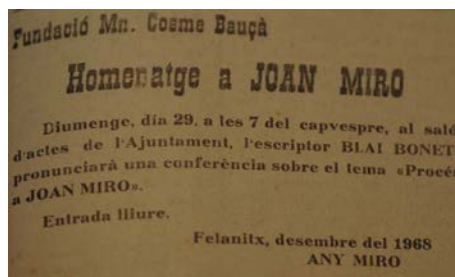 Fundació Mn. Cosme Bauçà
Homenatge a JOAN MIRO
Diumenge, dia 29, a les 7 del capvespre, al saló
d'actes de l'Ajuntament, l'escriptor BLAI BONET
pronunciarà una conferència sobre el tema «Procés
a JOAN MIRO».
Entrada lliure.
Felanitx, desembre del 1968
ANY MIRO